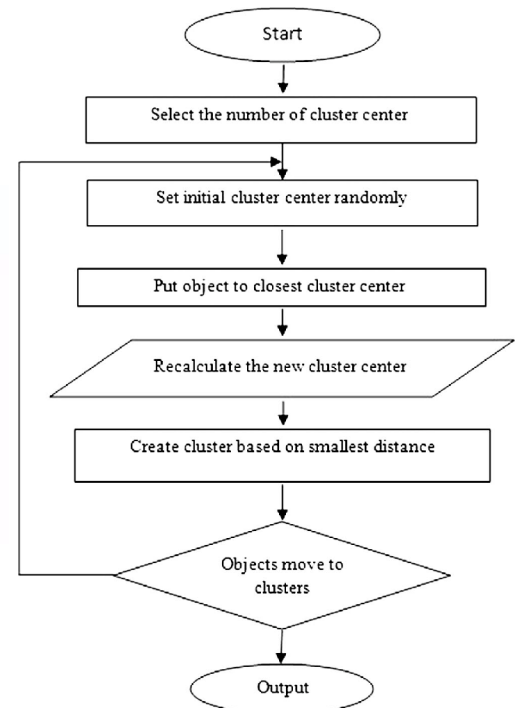 Start
Select the number of cluster center
Set initial cluster center randomly
Put object to closest cluster center
Recalculate the new cluster center
Create cluster based on smallest distance
Objects move to
clusters
Output